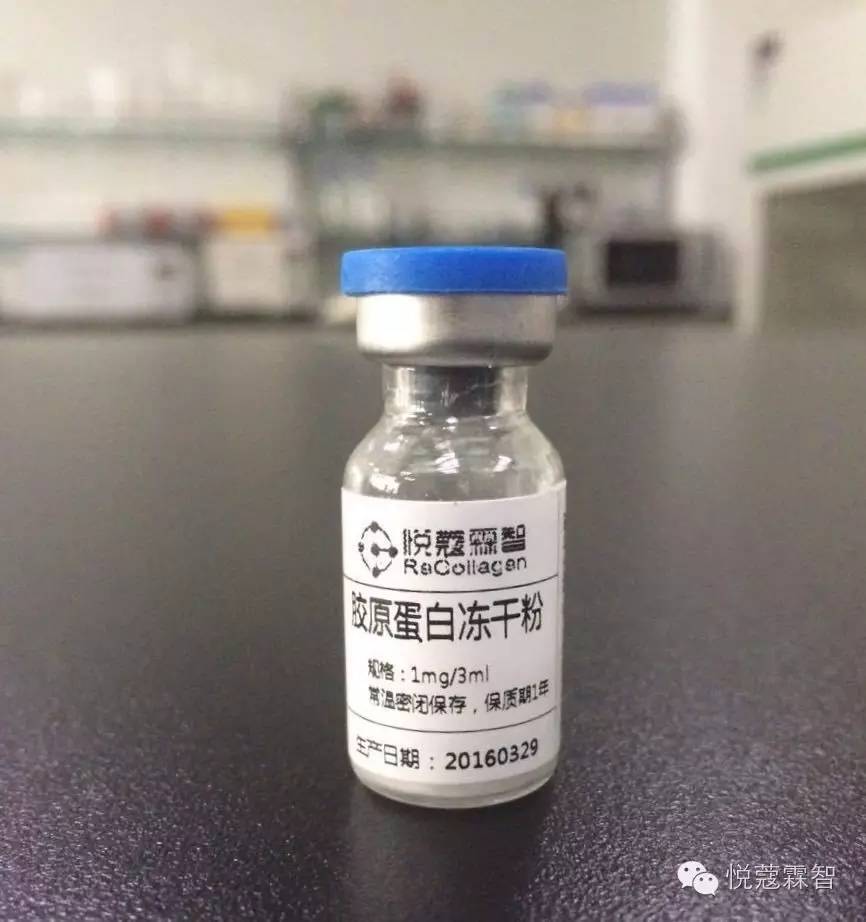 悦蔻霖智
ReCollagen
胶原蛋白冻干粉
规格：1mg/3ml
常温密闭保存，保质期1年
生产日期：20160329
悦蔻霖智